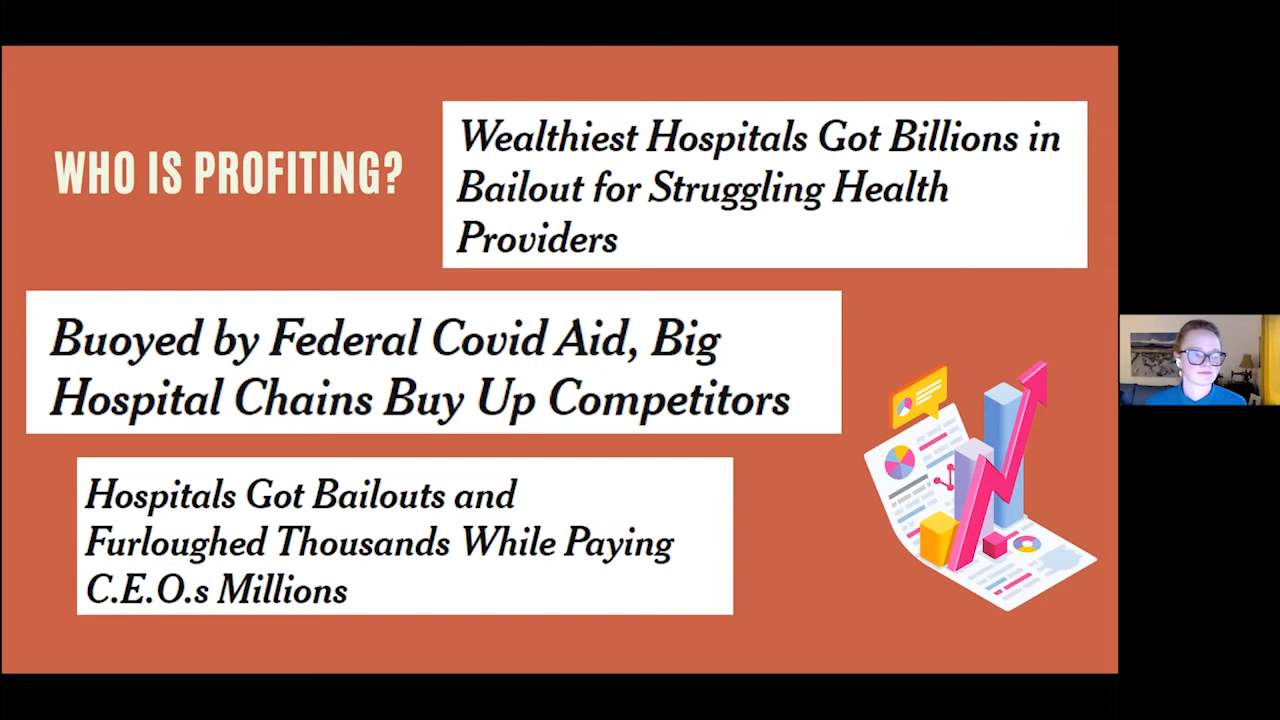 WHO IS PROFITING?
Wealthiest Hospitals Got Billions in
Bailout for Struggling Health
Providers
Buoyed by Federal Covid Aid, Big
Hospital Chains Buy Up Competitors
Hospitals Got Bailouts and
Furloughed Thousands While Paying
C.E.O.s Millions